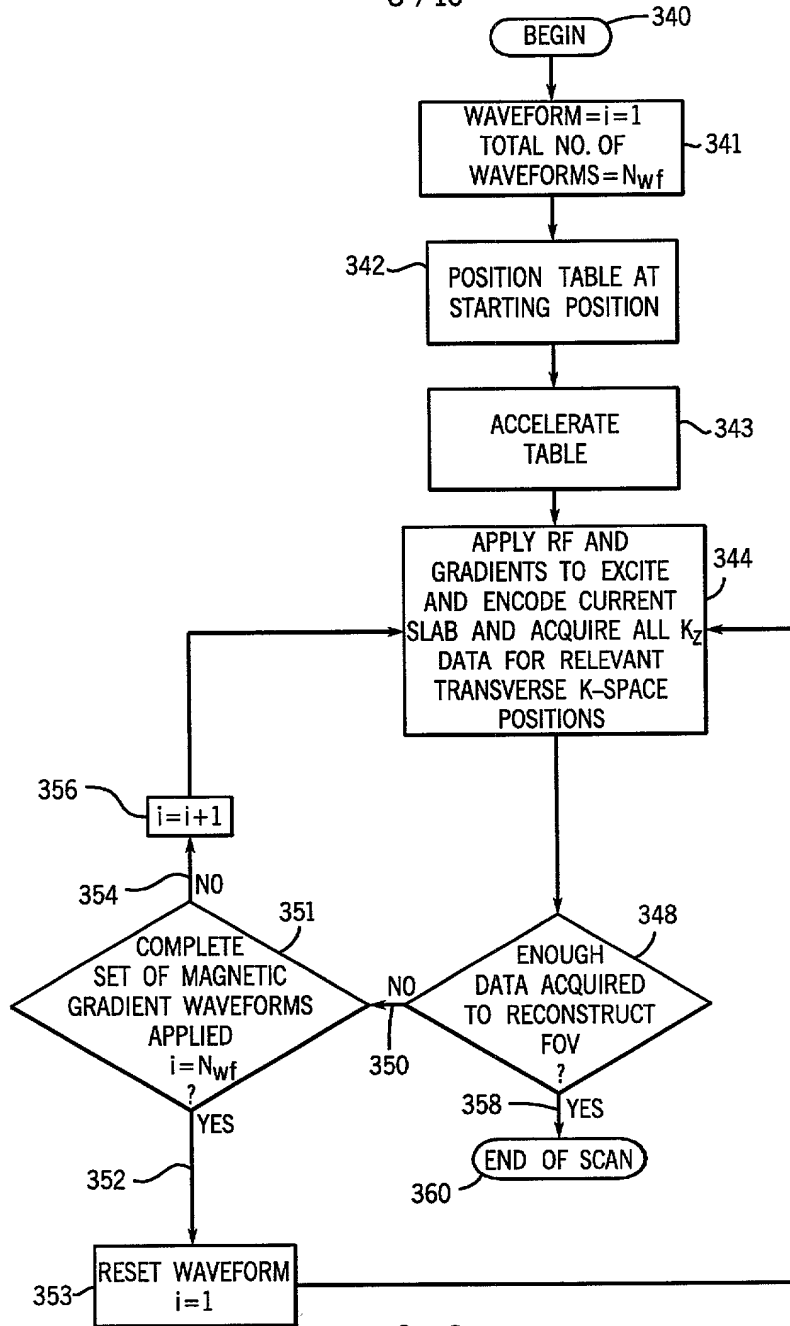 BEGIN
340
WAVEFORM=i=1
TOTAL NO. OF
WAVEFORMS=Nwf
341
342
POSITION TABLE AT
STARTING POSITION
ACCELERATE
TABLE
343
APPLY RF AND
GRADIENTS TO EXCITE
AND ENCODE CURRENT
SLAB AND ACQUIRE ALL KZ
DATA FOR RELEVANT
TRANSVERSE K-SPACE
POSITIONS
344
356
i=i+1
354
NO
351
COMPLETE
SET OF MAGNETIC
GRADIENT WAVEFORMS
APPLIED
i=Nwf
?
YES
NO
350
348
ENOUGH
DATA ACQUIRED
TO RECONSTRUCT
FOV
?
358
YES
END OF SCAN
360
352
RESET WAVEFORM
i=1
353